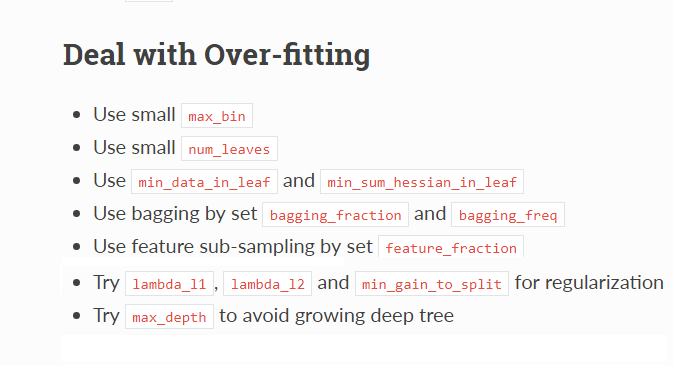 Deal with Over-fitting
• Use small max_bin
• Use small num_leaves
• Use min_data_in_leaf and min_sum_hessian_in_leaf
• Use bagging by set bagging_fraction and bagging_freq
• Use feature sub-sampling by set feature_fraction
• Try lambda_l1, lambda_l2 and min_gain_to_split for regularization
• Try max_depth to avoid growing deep tree